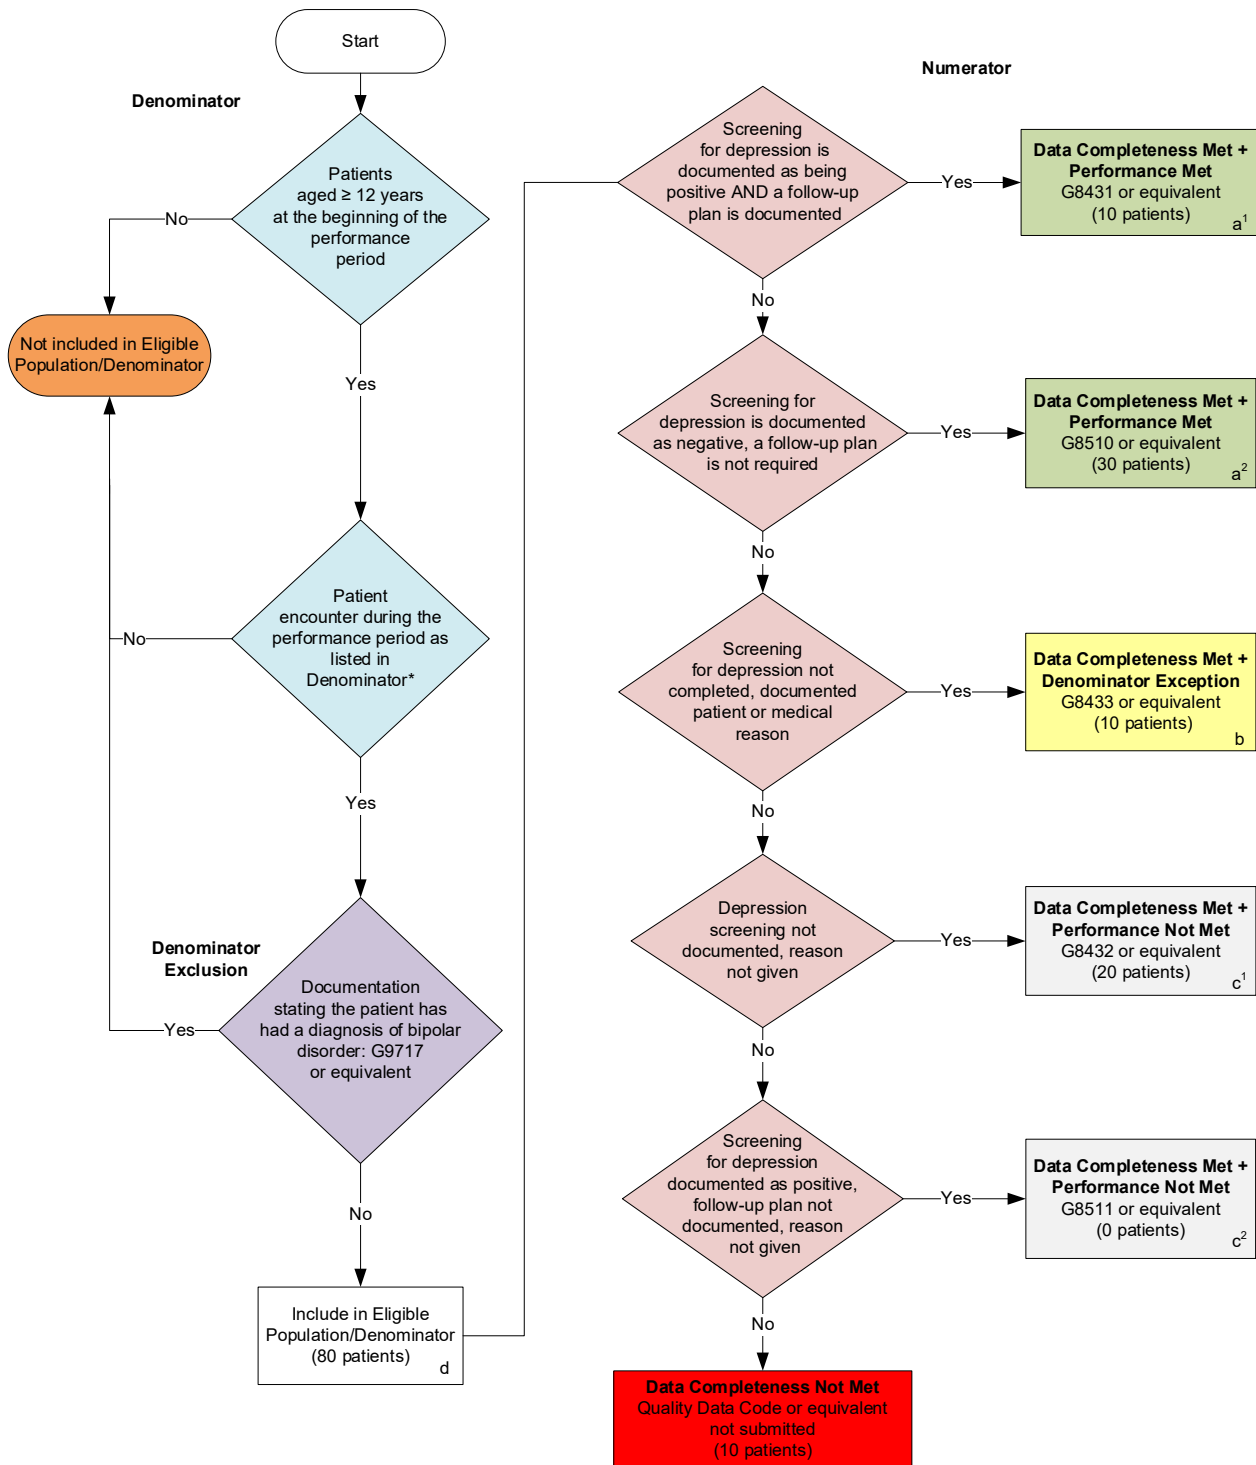 Start
Denominator
Patients
aged ≥ 12 years
at the beginning of the
performance
period
No
Not included in Eligible
Population/Denominator
Yes
Patient
encounter during the
performance period as
listed in
Denominator*
No
Yes
Denominator
Exclusion
Documentation
stating the patient has
had a diagnosis of bipolar
disorder: G9717
or equivalent
Yes
No
Include in Eligible
Population/Denominator
(80 patients)
d
Numerator
Screening
for depression is
documented as being
positive AND a follow-up
plan is documented
Yes
Data Completeness Met +
Performance Met
G8431 or equivalent
(10 patients)
a¹
No
Screening for
depression is documented
as negative, a follow-up plan
is not required
Yes
Data Completeness Met +
Performance Met
G8510 or equivalent
(30 patients)
a²
No
Screening
for depression not
completed, documented
patient or medical
reason
Yes
Data Completeness Met +
Denominator Exception
G8433 or equivalent
(10 patients)
b
No
Depression
screening not
documented, reason
not given
Yes
Data Completeness Met +
Performance Not Met
G8432 or equivalent
(20 patients)
c¹
No
Screening
for depression
documented as positive,
follow-up plan not
documented, reason
not given
Yes
Data Completeness Met +
Performance Not Met
G8511 or equivalent
(0 patients)
c²
No
Data Completeness Not Met
Quality Data Code or equivalent
not submitted
(10 patients)